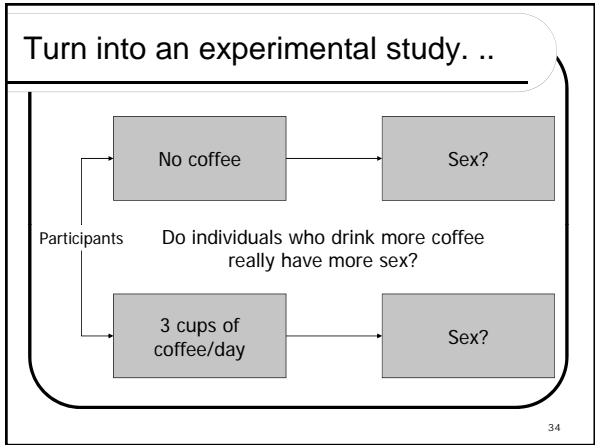 Turn into an experimental study. ..
No coffee
Sex?
Participants
Do individuals who drink more coffee
really have more sex?
3 cups of
coffee/day
Sex?
34